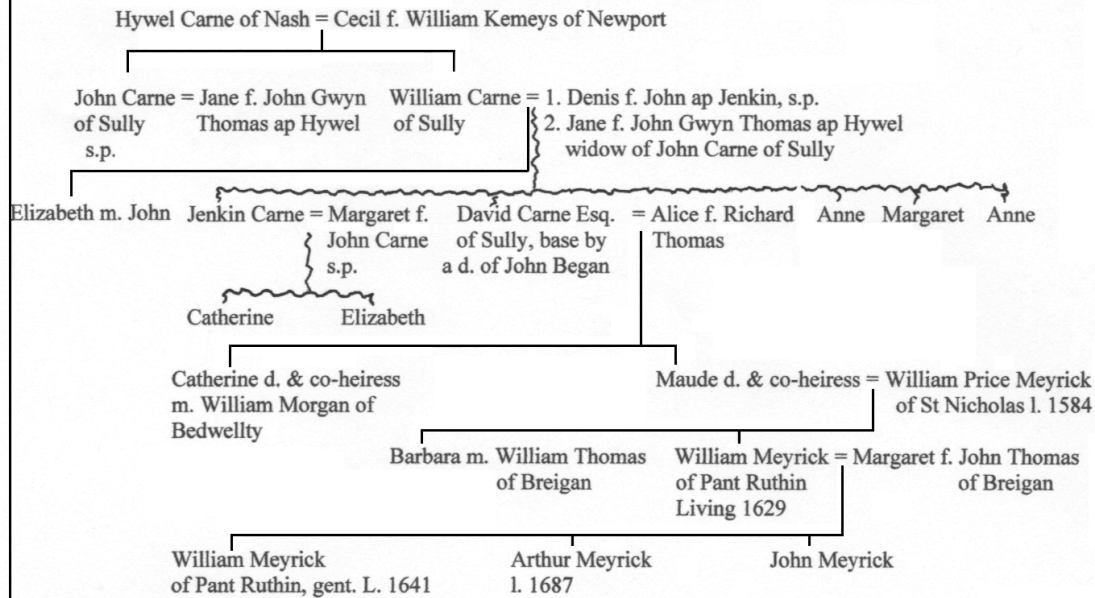 Hywel Carne of Nash = Cecil f. William Kemeys of Newport
John Carne = Jane f. John Gwyn
of Sully Thomas ap Hywel
s.p.
William Carne = 1. Denis f. John ap Jenkin, s.p.
of Sully 2. Jane f. John Gwyn Thomas ap Hywel
widow of John Carne of Sully
Elizabeth m. John
Jenkin Carne = Margaret f.
John Carne
s.p.
David Carne Esq. = Alice f. Richard
of Sully, base by Thomas
a d. of John Began
Anne Margaret Anne
Catherine Elizabeth
Catherine d. & co-heiress
m. William Morgan of
Bedwellty
Maude d. & co-heiress = William Price Meyrick
of St Nicholas l. 1584
Barbara m. William Thomas
of Breigan
William Meyrick = Margaret f. John Thomas
of Pant Ruthin of Breigan
Living 1629
William Meyrick
of Pant Ruthin, gent. L. 1641
Arthur Meyrick
l. 1687
John Meyrick